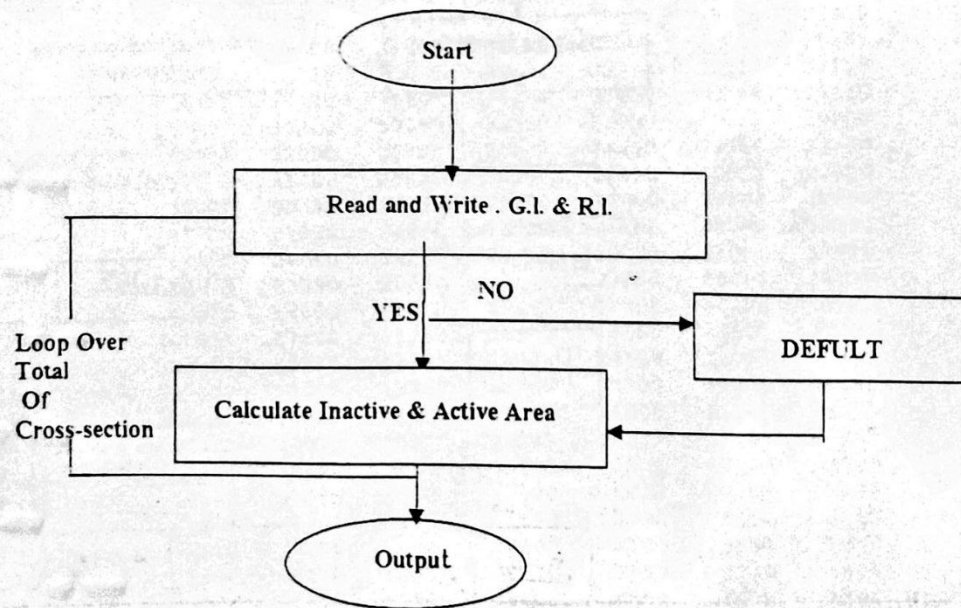 Start
Read and Write . G.I. & R.I.
NO
YES
Loop Over
Total
Of
Cross-section
DEFULT
Calculate Inactive & Active Area
Output